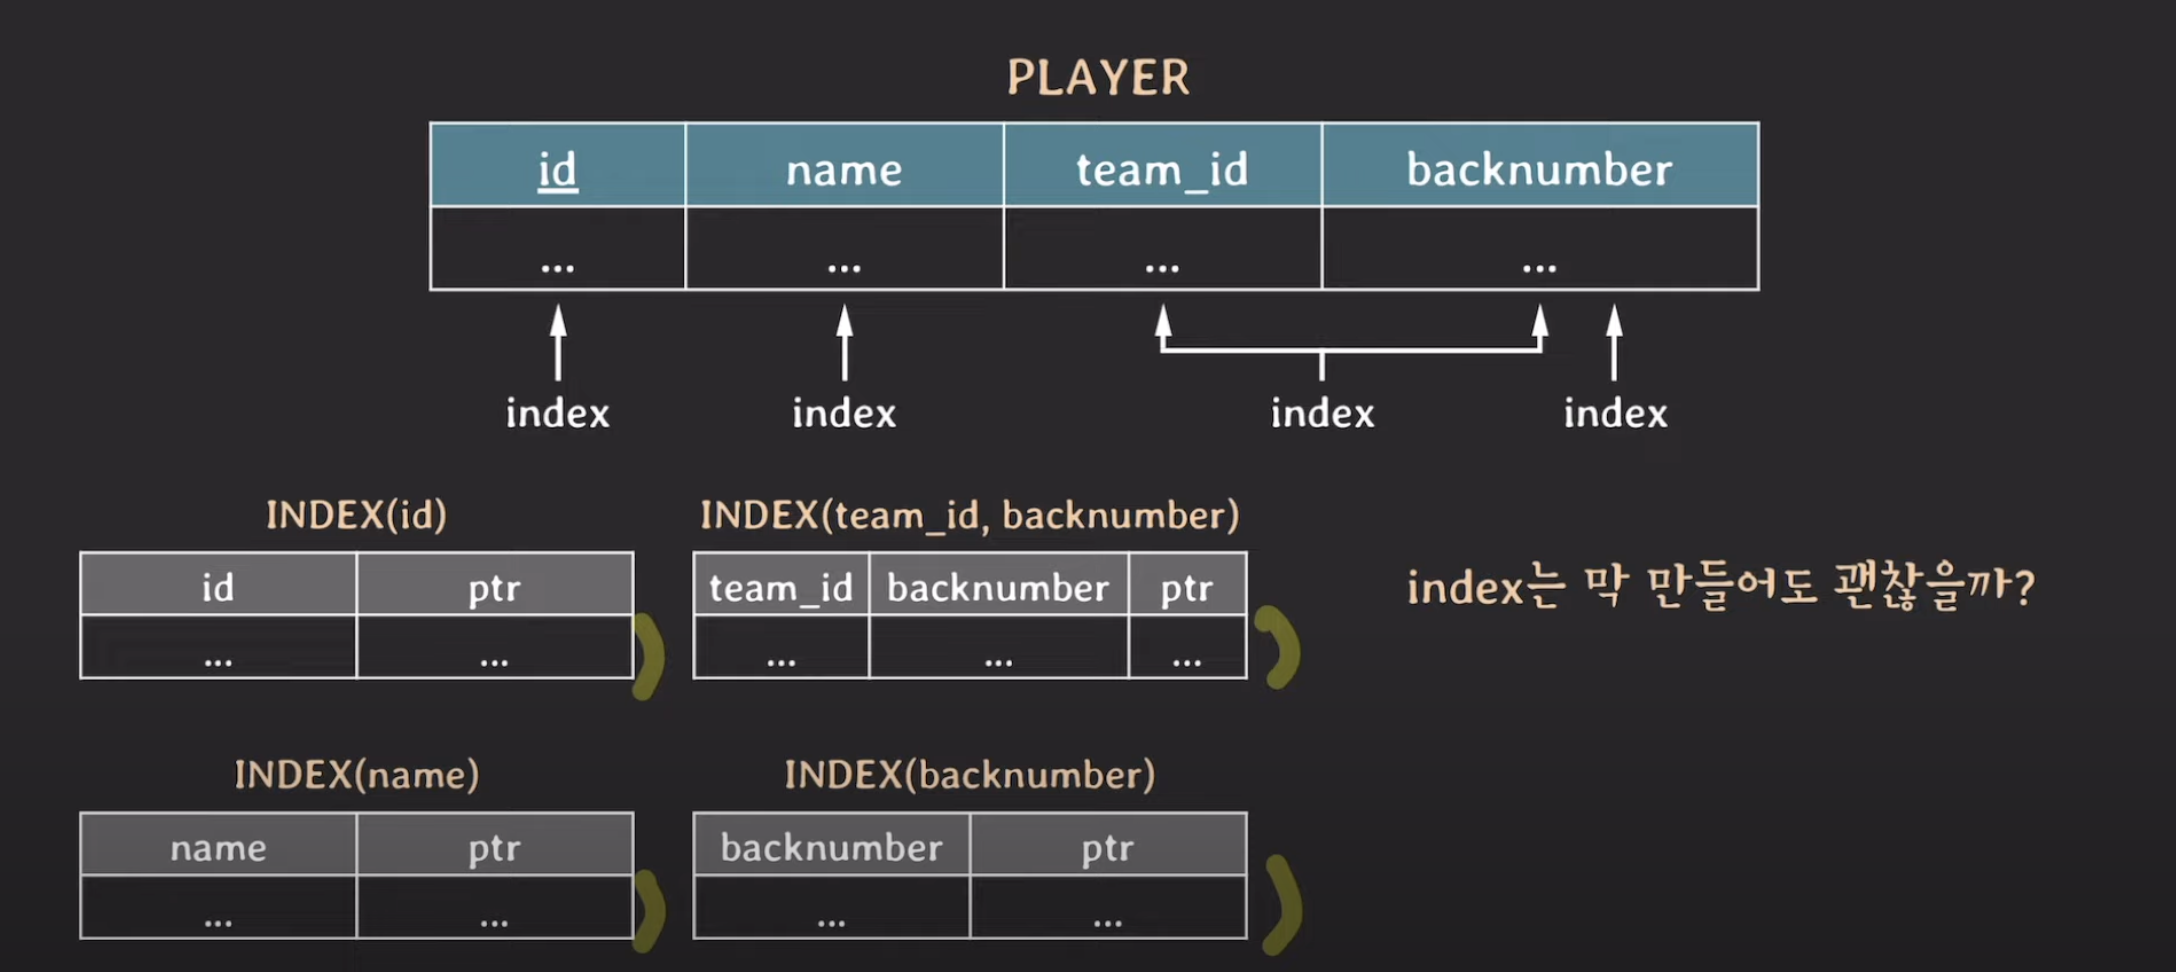 PLAYER
id name team_id backnumber
... ... ... ...
index index index index
INDEX(id) INDEX(team_id, backnumber)
id ptr team_id backnumber ptr
... ... ... ... ...
index는 막 만들어도 괜찮을까?
INDEX(name) INDEX(backnumber)
name ptr backnumber ptr
... ... ... ...